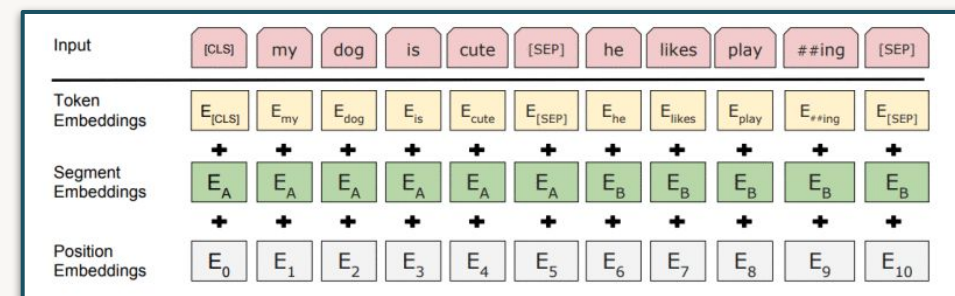 Input [CLS] my dog is cute [SEP] he likes play ##ing [SEP]
Token
Embeddings
E[CLS] Emy Edog Eis Ecute E[SEP] Ehe Elikes Eplay E##ing E[SEP]
+ + + + + + + + + + +
Segment
Embeddings
EA EA EA EA EA EA EB EB EB EB EB
+ + + + + + + + + + +
Position
Embeddings
E0 E1 E2 E3 E4 E5 E6 E7 E8 E9 E10